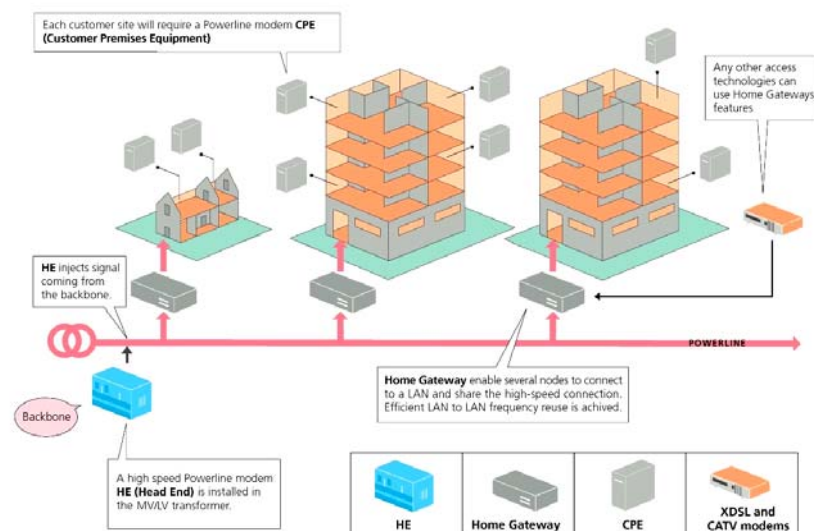 Each customer site will require a Powerline modem CPE
(Customer Premises Equipment)
Any other access
technologies can
use Home Gateways
features
HE injects signal
coming from
the backbone.
POWERLINE
Home Gateway enable several nodes to connect
to a LAN and share the high-speed connection.
Efficient LAN to LAN frequency reuse is achived.
Backbone
A high speed Powerline modem
HE (Head End) is installed in
the MV/LV transformer.
HE
Home Gateway
CPE
XDSL and
CATV modems